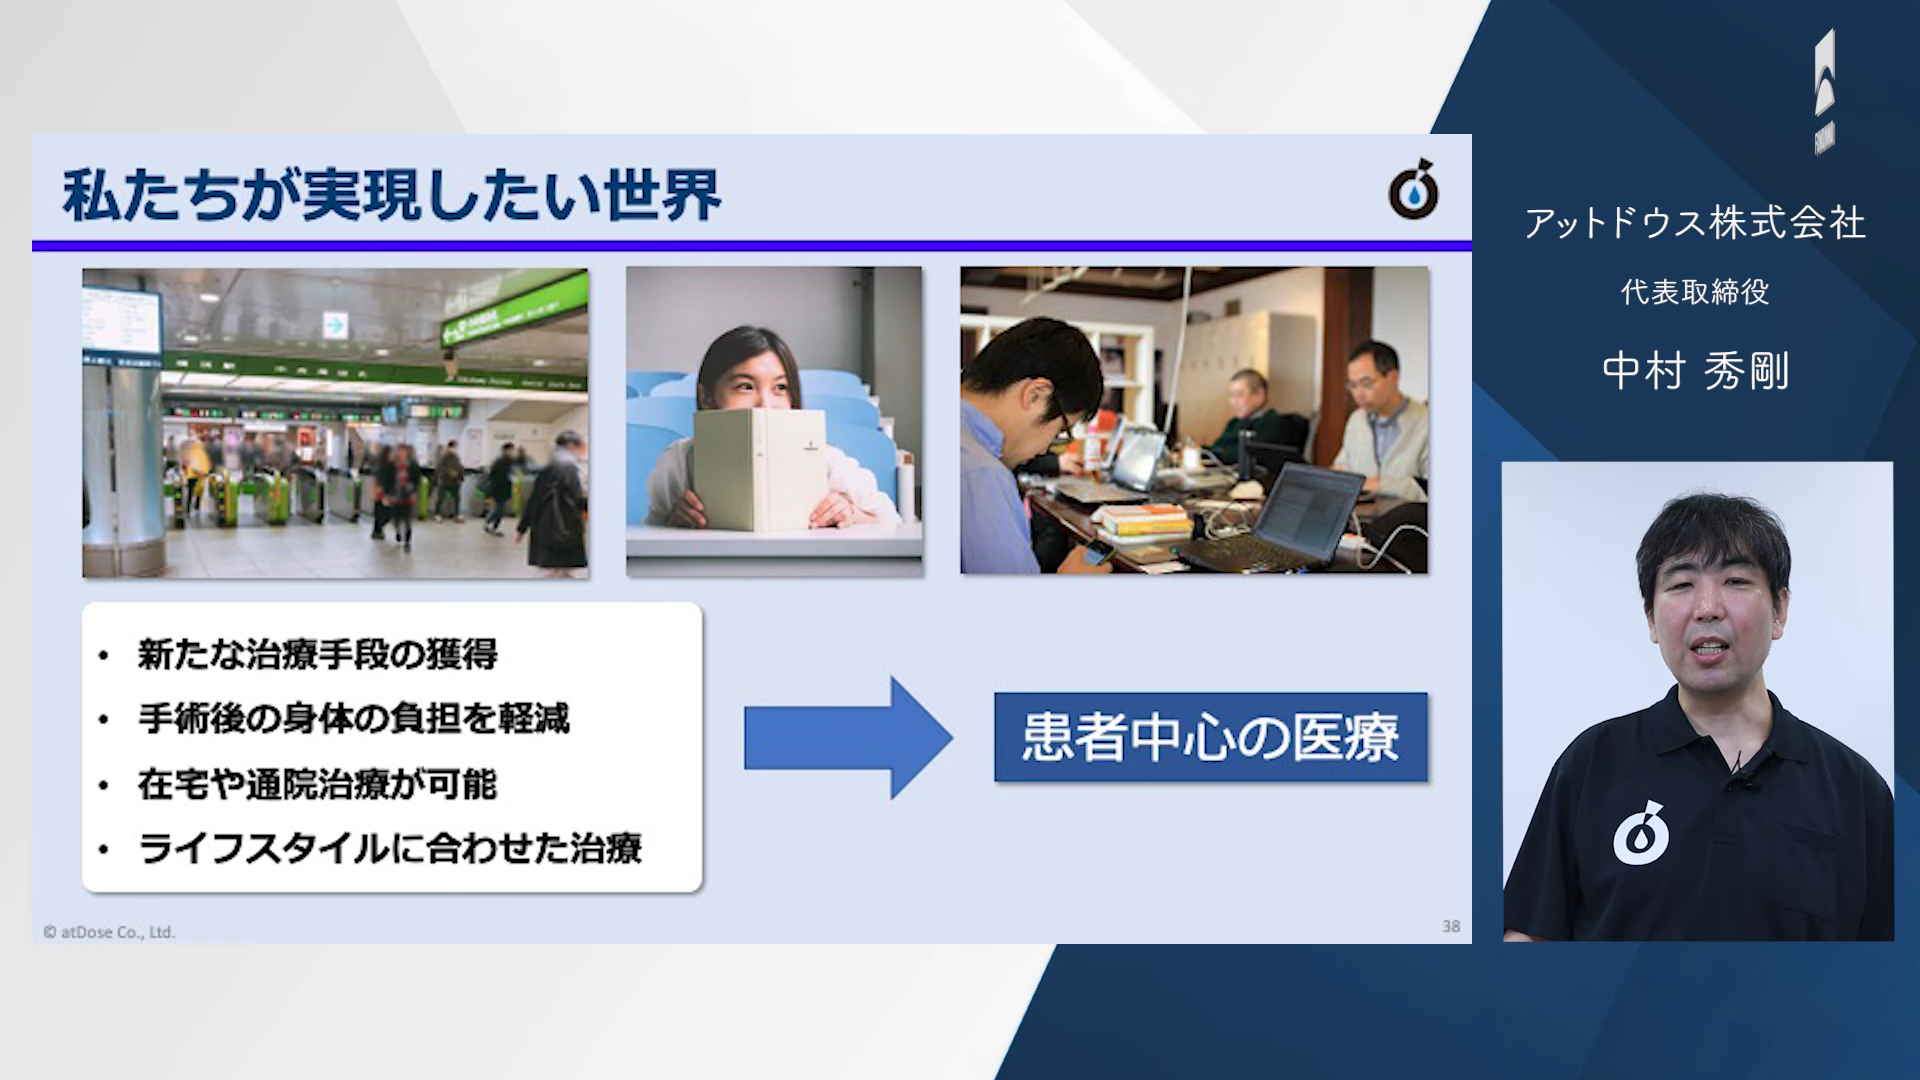 私たちが実現したい世界
・ 新たな治療手段の獲得
・ 手術後の身体の負担を軽減
・ 在宅や通院治療が可能
・ ライフスタイルに合わせた治療
患者中心の医療
© atDose Co., Ltd.
38
アットドウス株式会社
代表取締役
中村 秀剛